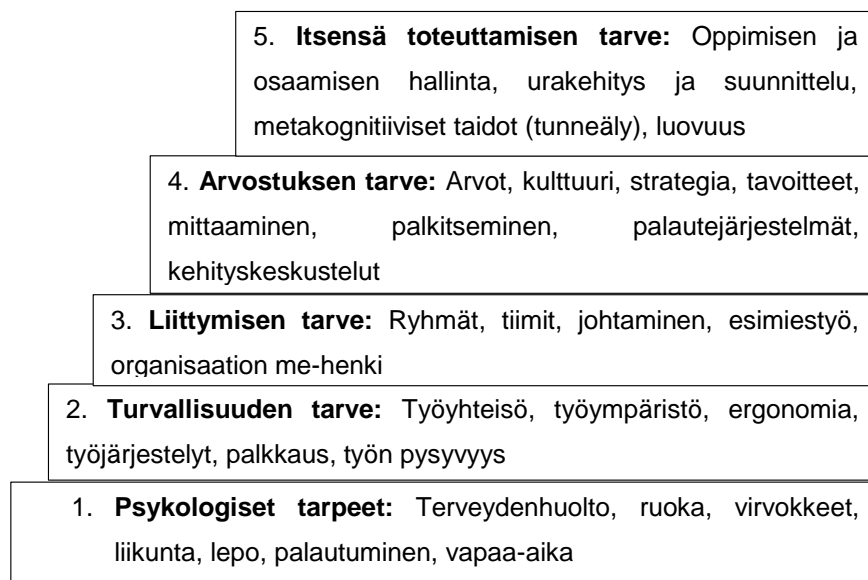 5. Itsensä toteuttamisen tarve: Oppimisen ja
osaamisen hallinta, urakehitys ja suunnittelu,
metakognitiiviset taidot (tunneäly), luovuus
4. Arvostuksen tarve: Arvot, kulttuuri, strategia, tavoitteet,
mittaaminen, palkitseminen, palautejärjestelmät,
kehityskeskustelut
3. Liittymisen tarve: Ryhmät, tiimit, johtaminen, esimiestyö,
organisaation me-henki
2. Turvallisuuden tarve: Työyhteisö, työympäristö, ergonomia,
työjärjestelyt, palkkaus, työn pysyvyys
1. Psykologiset tarpeet: Terveydenhuolto, ruoka, virvokkeet,
liikunta, lepo, palautuminen, vapaa-aika